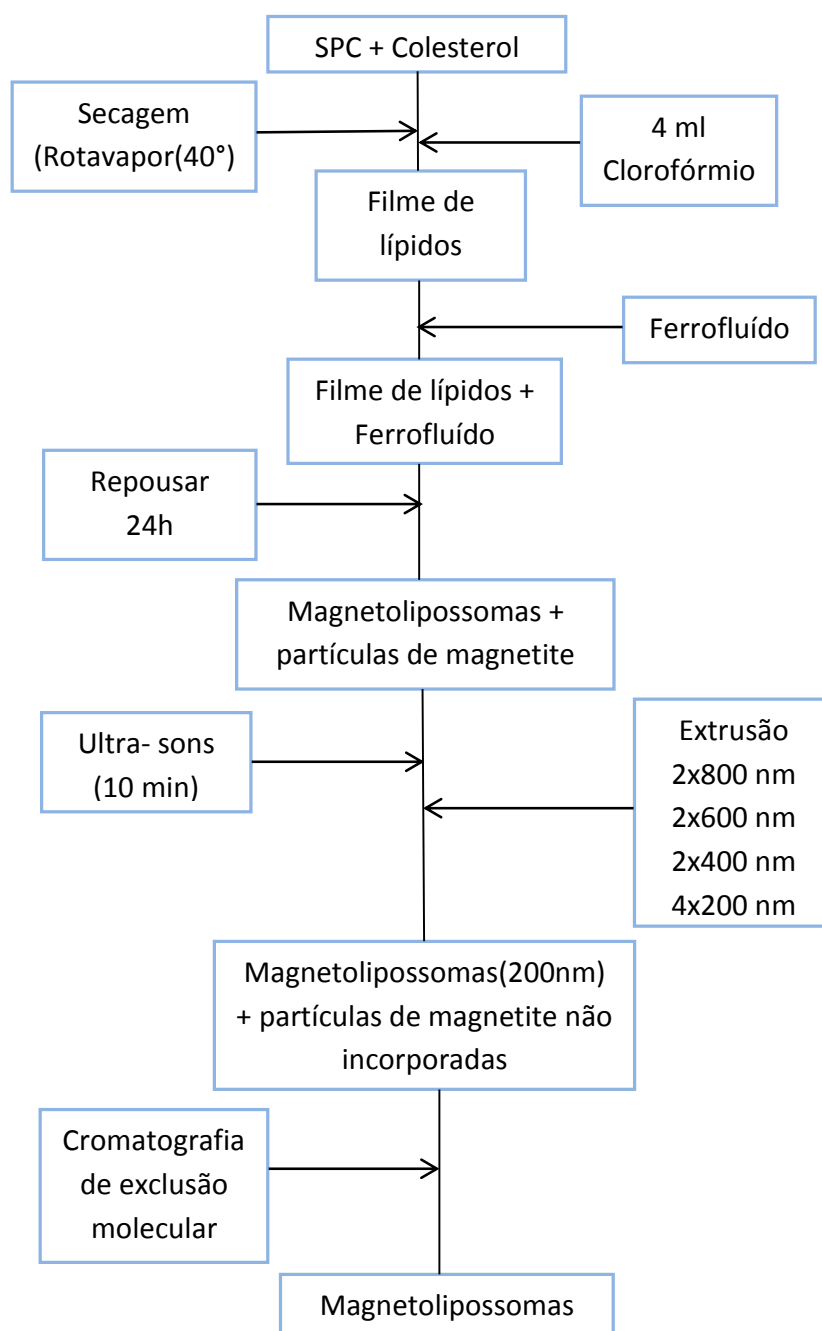 SPC + Colesterol
Secagem
(Rotavapor(40°)
4 ml
Clorofórmio
Filme de
lípidos
Ferrofluído
Filme de lípidos +
Ferrofluído
Repousar
24h
Magnetolipossomas +
partículas de magnetite
Ultra- sons
(10 min)
Extrusão
2x800 nm
2x600 nm
2x400 nm
4x200 nm
Magnetolipossomas(200nm)
+ partículas de magnetite não
incorporadas
Cromatografia
de exclusão
molecular
Magnetolipossomas